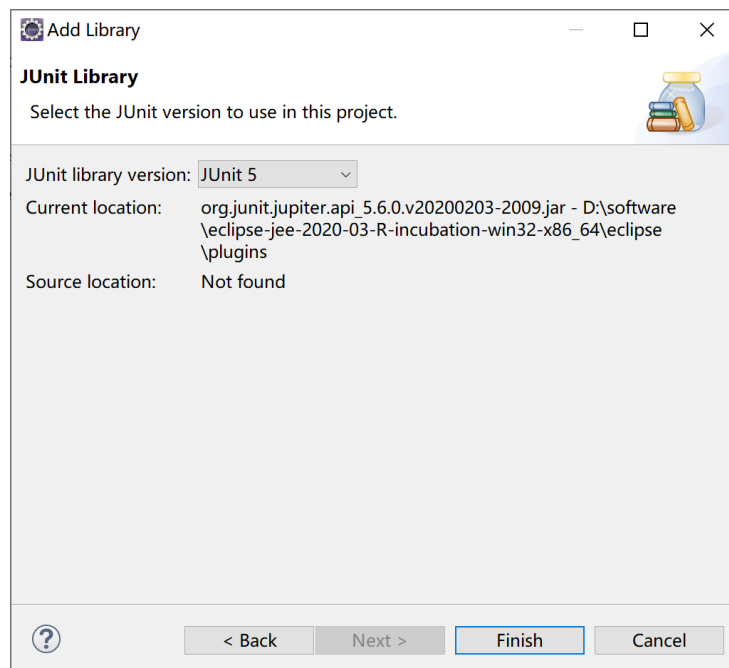 Add Library
JUnit Library
Select the JUnit version to use in this project.
JUnit library version: JUnit 5
Current location: org.junit.jupiter.api_5.6.0.v20200203-2009.jar - D:\software
\eclipse-jee-2020-03-R-incubation-win32-x86_64\eclipse
\plugins
Source location: Not found
? < Back Next > Finish Cancel